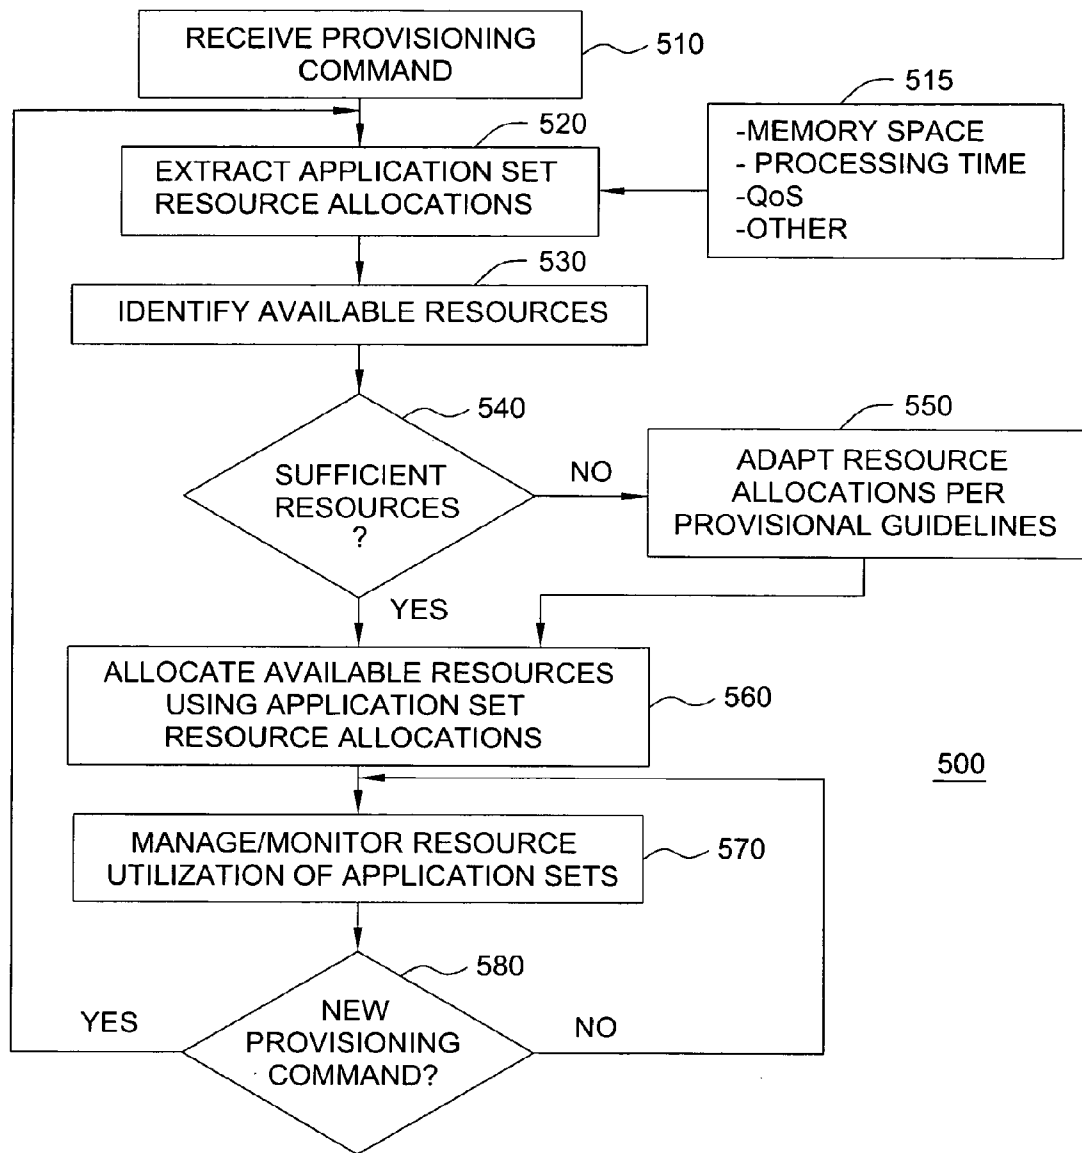 RECEIVE PROVISIONING
COMMAND
510
515
-MEMORY SPACE
- PROCESSING TIME
-QoS
-OTHER
520
EXTRACT APPLICATION SET
RESOURCE ALLOCATIONS
530
IDENTIFY AVAILABLE RESOURCES
540
SUFFICIENT
RESOURCES
?
NO
YES
550
ADAPT RESOURCE
ALLOCATIONS PER
PROVISIONAL GUIDELINES
ALLOCATE AVAILABLE RESOURCES
USING APPLICATION SET
RESOURCE ALLOCATIONS
560
500
MANAGE/MONITOR RESOURCE
UTILIZATION OF APPLICATION SETS
570
580
NEW
PROVISIONING
COMMAND?
YES
NO